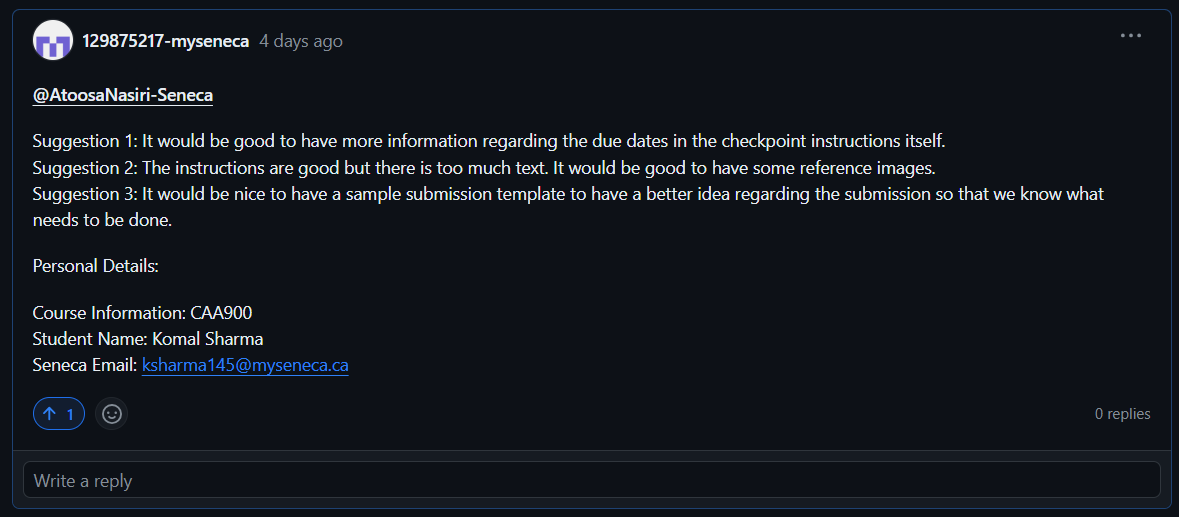 129875217-myseneca 4 days ago
@AtoosaNasiri-Seneca
Suggestion 1: It would be good to have more information regarding the due dates in the checkpoint instructions itself.
Suggestion 2: The instructions are good but there is too much text. It would be good to have some reference images.
Suggestion 3: It would be nice to have a sample submission template to have a better idea regarding the submission so that we know what
needs to be done.
Personal Details:
Course Information: CAA900
Student Name: Komal Sharma
Seneca Email: ksharma145@myseneca.ca
1
0 replies
Write a reply